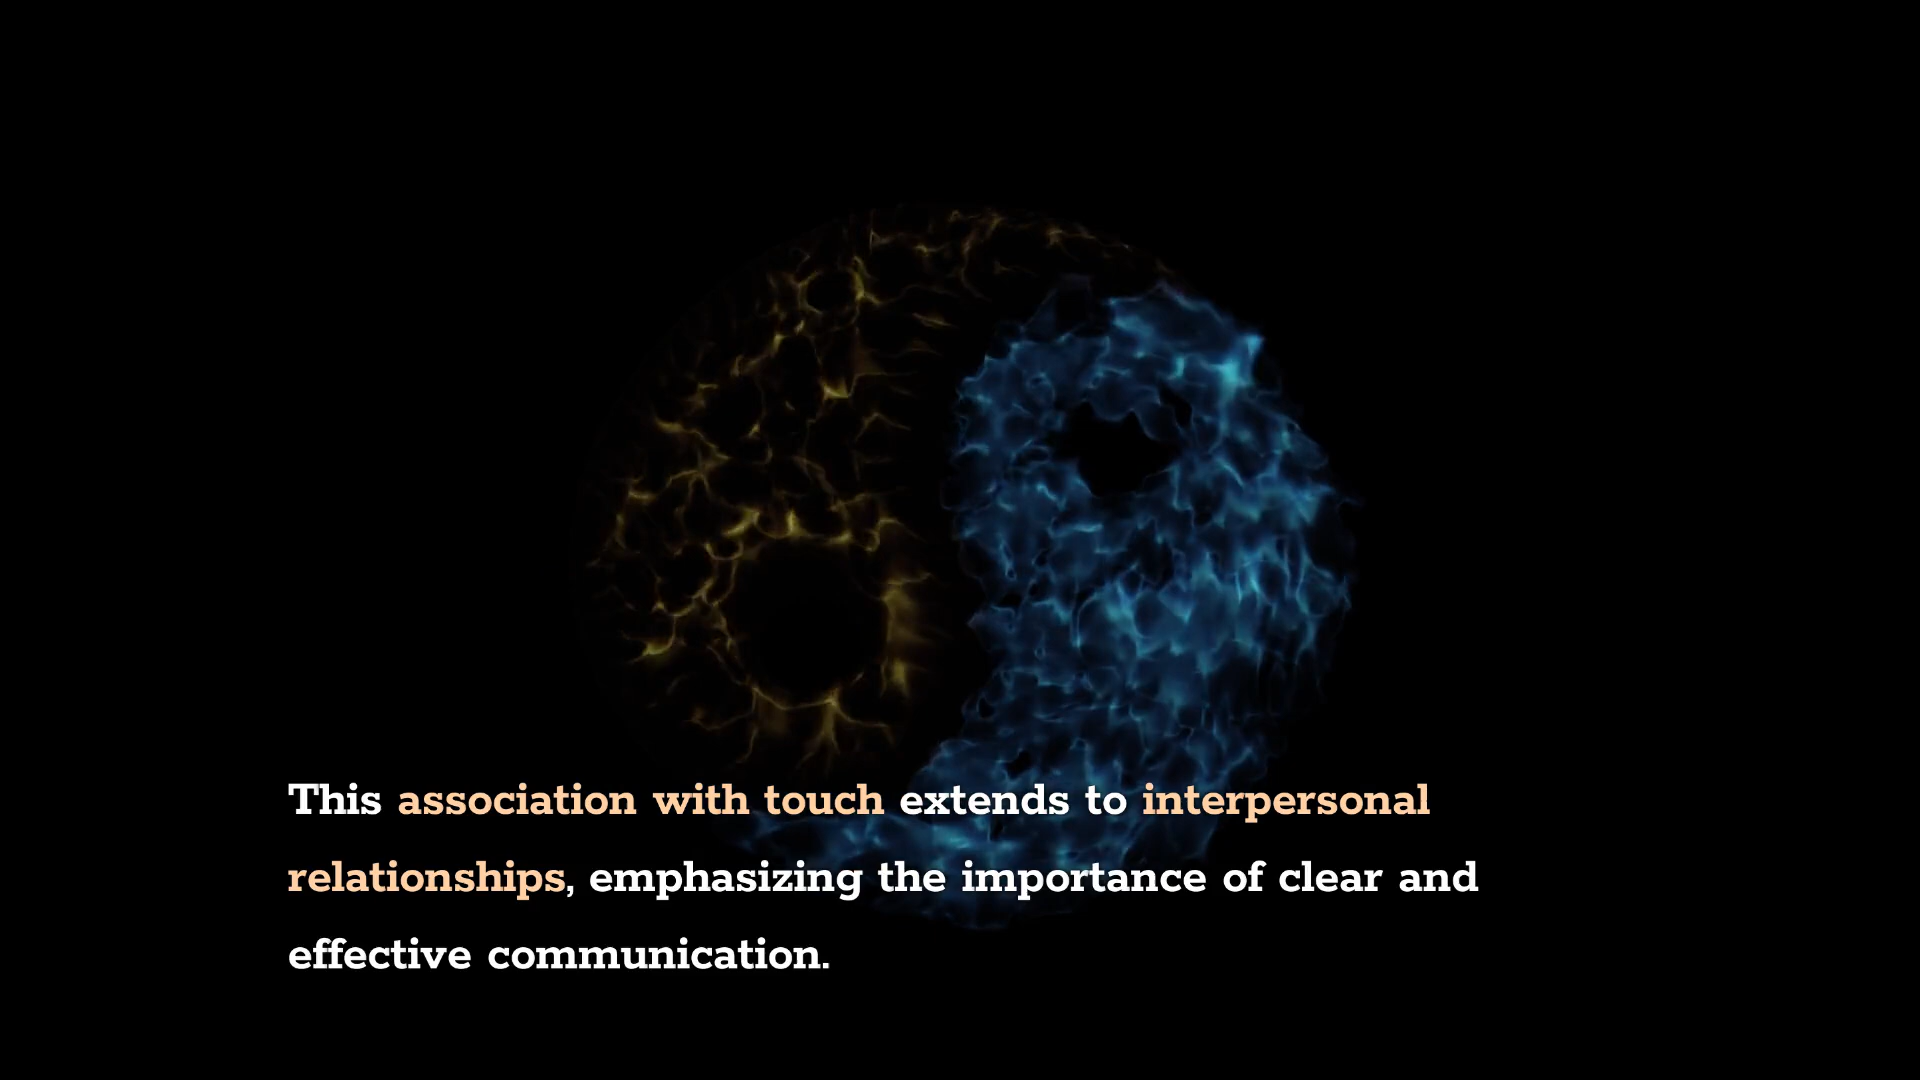 This association with touch extends to interpersonal
relationships, emphasizing the importance of clear and
effective communication.